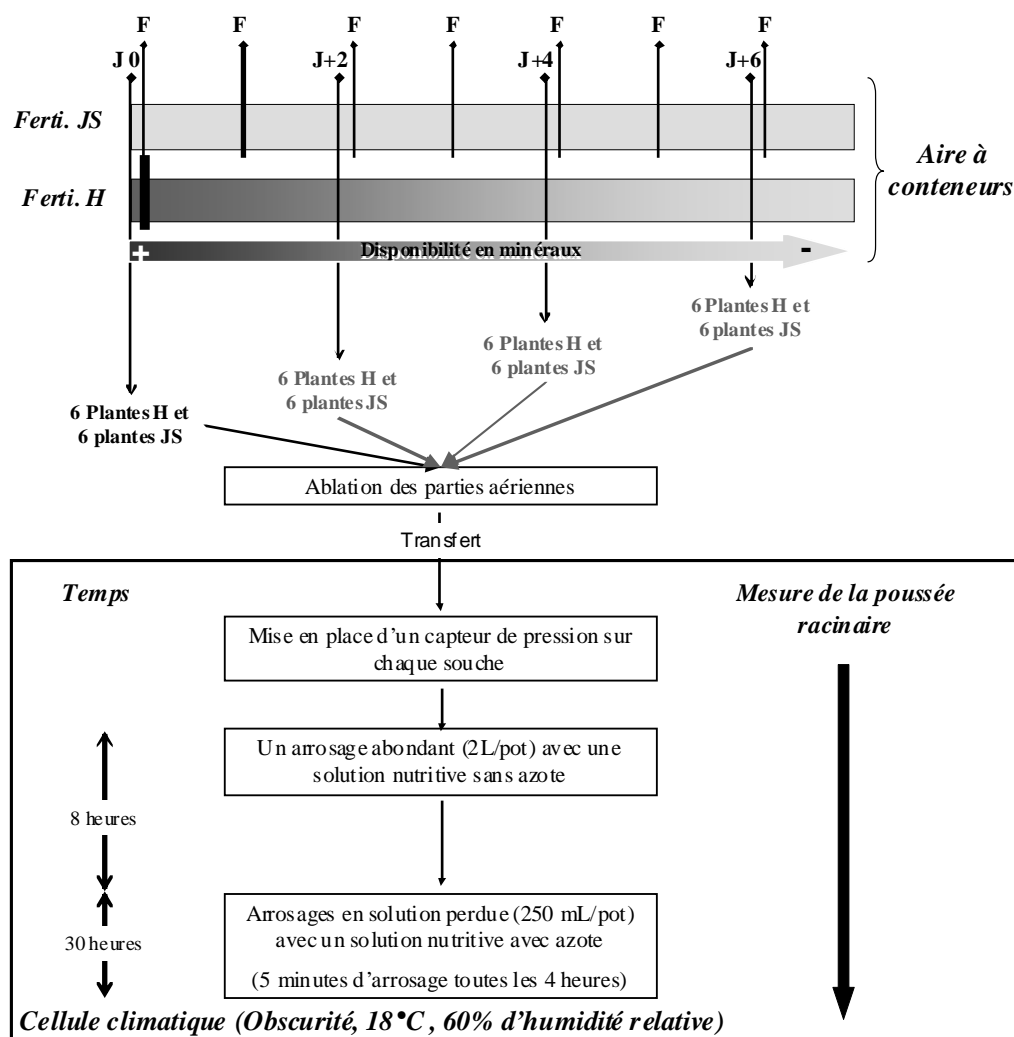 F F F F F F F
J 0 J+2 J+4 J+6
Ferti. JS
Ferti. H
Aire à
conteneurs
+ Disponibilité en minéraux -
6 Plantes H et
6 plantes JS
6 Plantes H et
6 plantes JS
6 Plantes H et
6 plantes JS
6 Plantes H et
6 plantes JS
Ablation des parties aériennes
Transfert
Temps
Mesure de la poussée
racinaire
Mise en place d'un capteur de pression sur
chaque souche
Un arrosage abondant (2L/pot) avec une
solution nutritive sans azote
8 heures
Arrosages en solution perdue (250 mL/pot)
avec un solution nutritive avec azote
(5 minutes d'arrosage toutes les 4 heures)
30 heures
Cellule climatique (Obscurité, 18°C , 60% d'humidité relative)